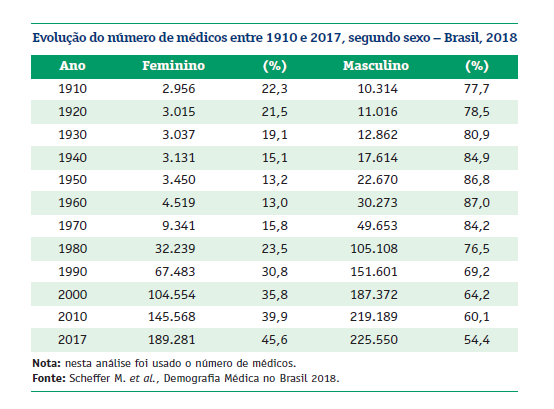 Evolução do número de médicos entre 1910 e 2017, segundo sexo – Brasil, 2018
Ano Feminino (%) Masculino (%)
1910 2.956 22,3 10.314 77,7
1920 3.015 21,5 11.016 78,5
1930 3.037 19,1 12.862 80,9
1940 3.131 15,1 17.614 84,9
1950 3.450 13,2 22.670 86,8
1960 4.519 13,0 30.273 87,0
1970 9.341 15,8 49.653 84,2
1980 32.239 23,5 105.108 76,5
1990 67.483 30,8 151.601 69,2
2000 104.554 35,8 187.372 64,2
2010 145.568 39,9 219.189 60,1
2017 189.281 45,6 225.550 54,4
Nota: nesta análise foi usado o número de médicos.
Fonte: Scheffer M. et al., Demografia Médica no Brasil 2018.